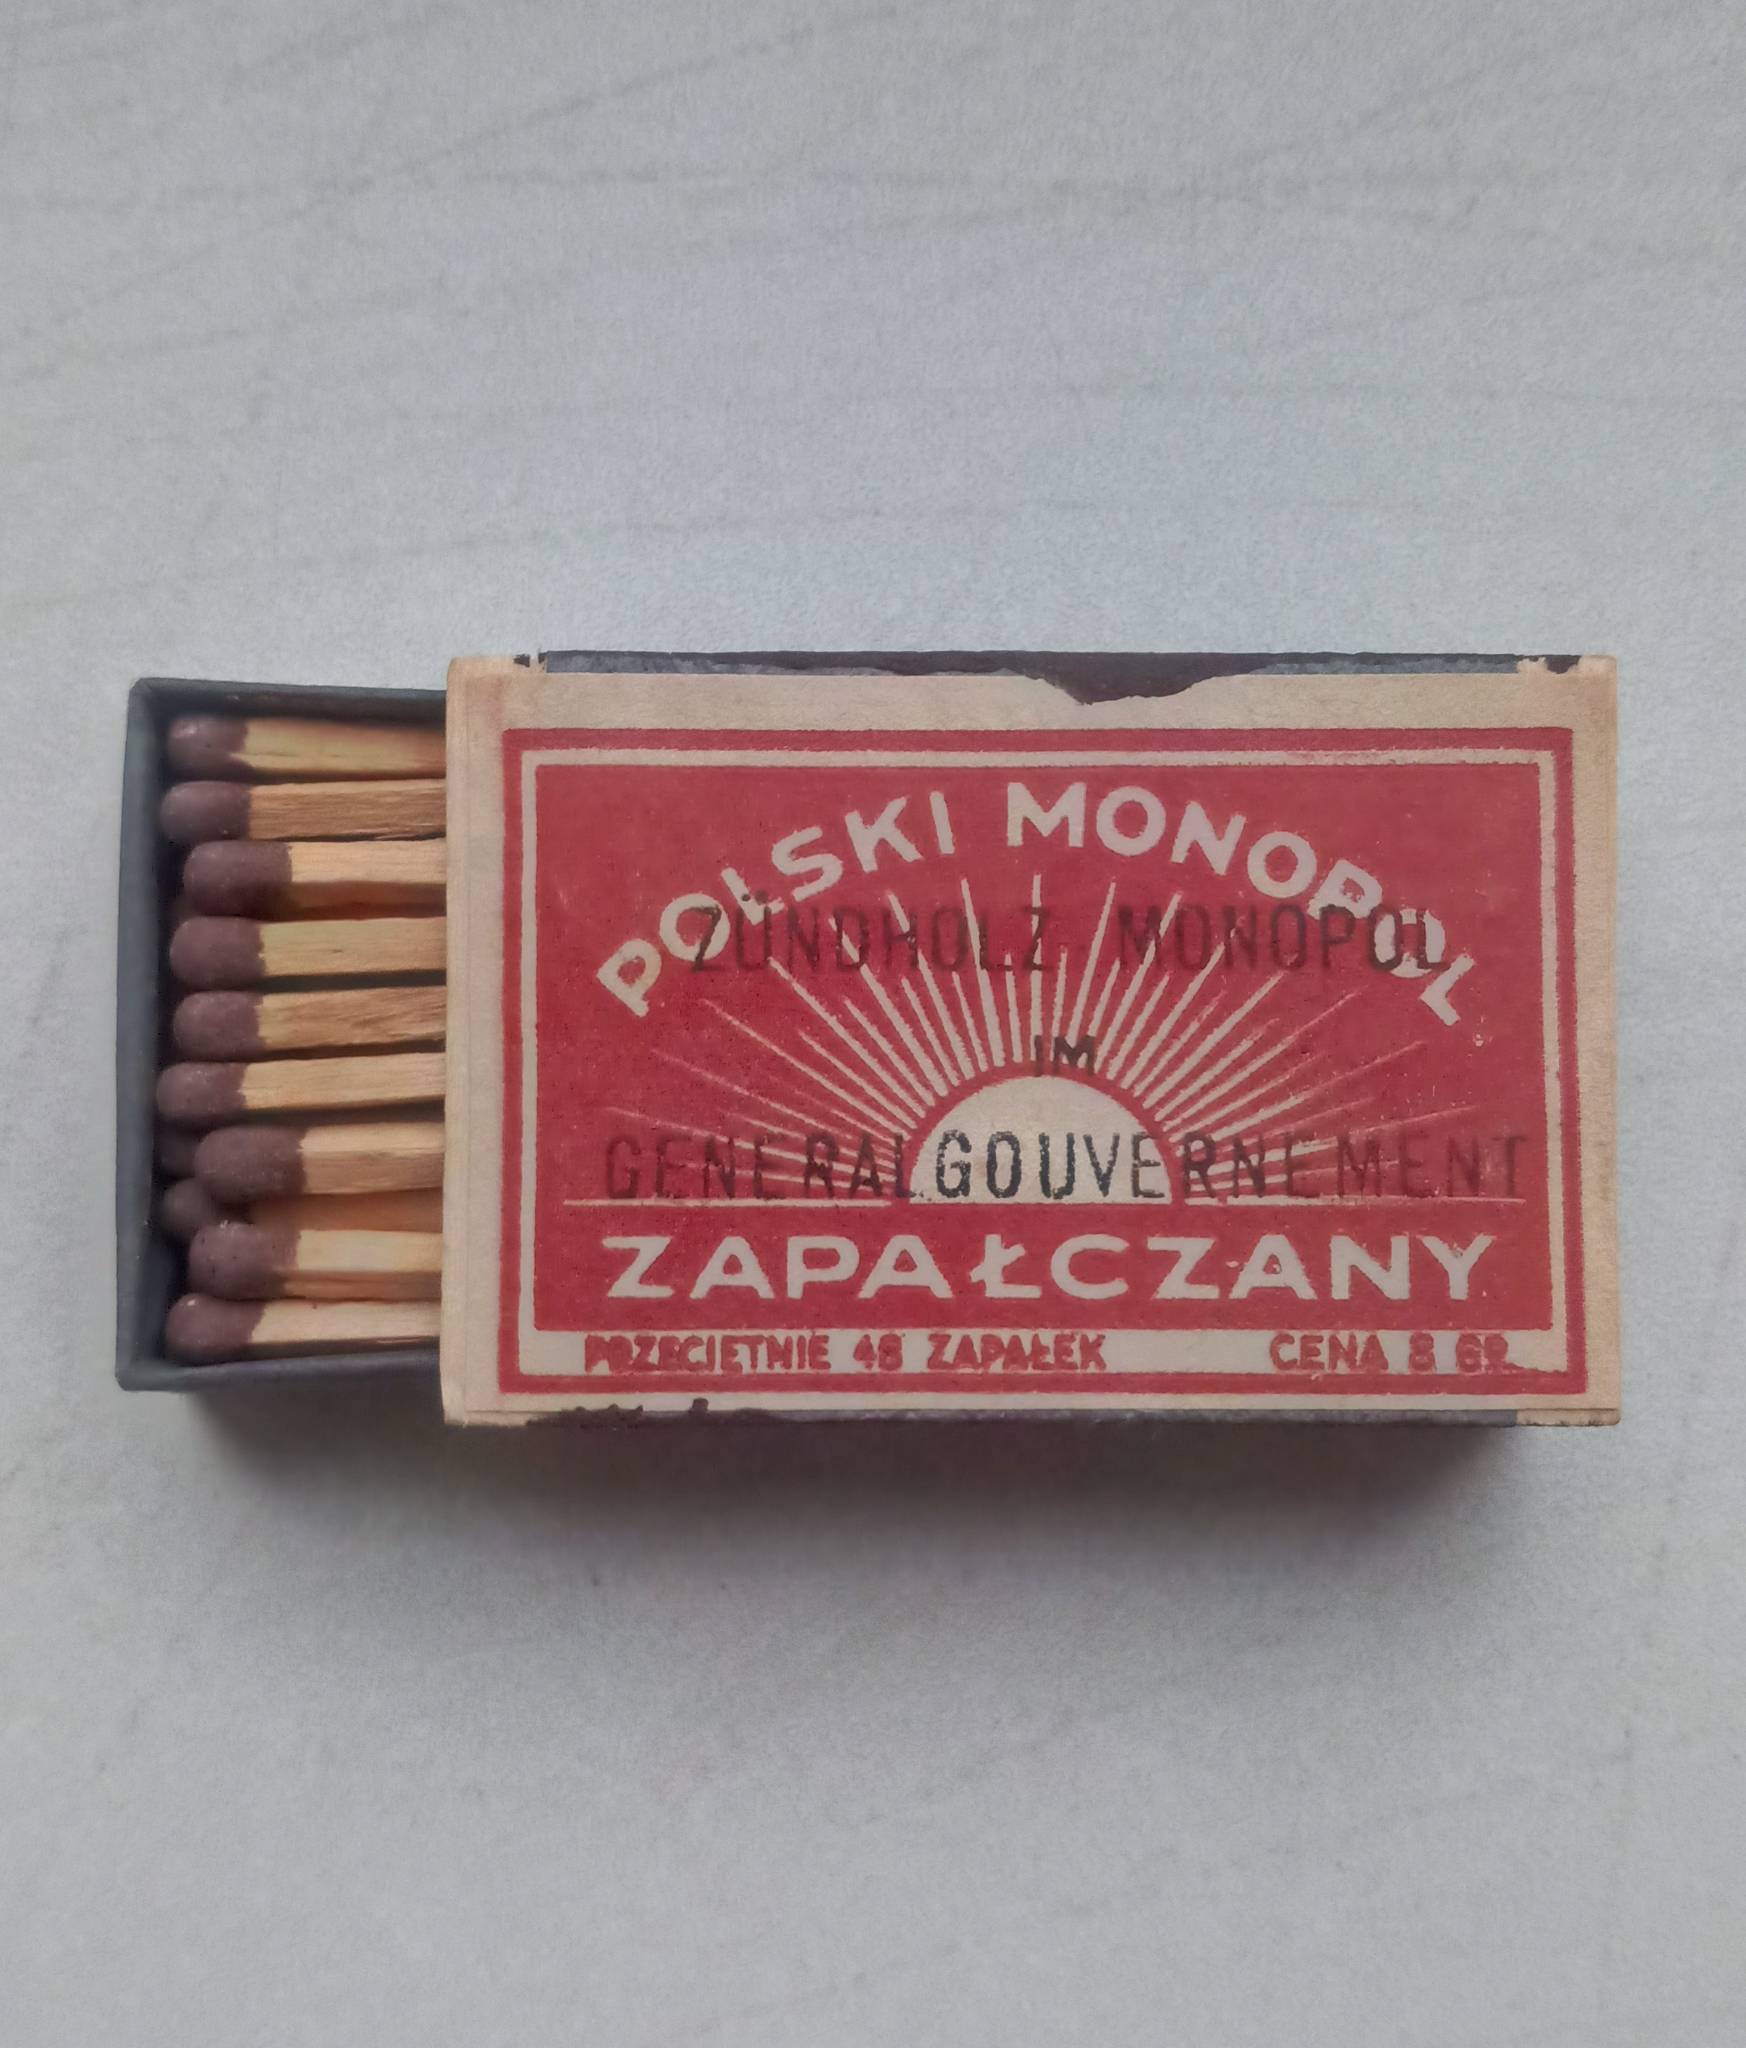 POLSKI MONOPOL
ZÜNDHOLZ - MONOPOL
IM
GENERALGOUVERNEMENT
ZAPAŁCZANY
PRZECIĘTNIE 48 ZAPAŁEK CENA 8 GR.